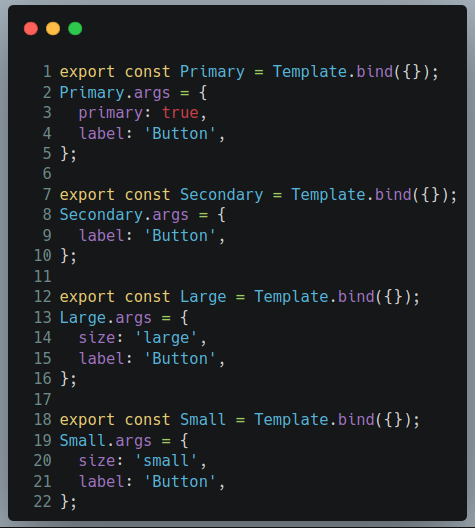 1 export const Primary = Template.bind({});
2 Primary.args = {
3   primary: true,
4   label: 'Button',
5 };
6
7 export const Secondary = Template.bind({});
8 Secondary.args = {
9   label: 'Button',
10 };
11
12 export const Large = Template.bind({});
13 Large.args = {
14   size: 'large',
15   label: 'Button',
16 };
17
18 export const Small = Template.bind({});
19 Small.args = {
20   size: 'small',
21   label: 'Button',
22 };